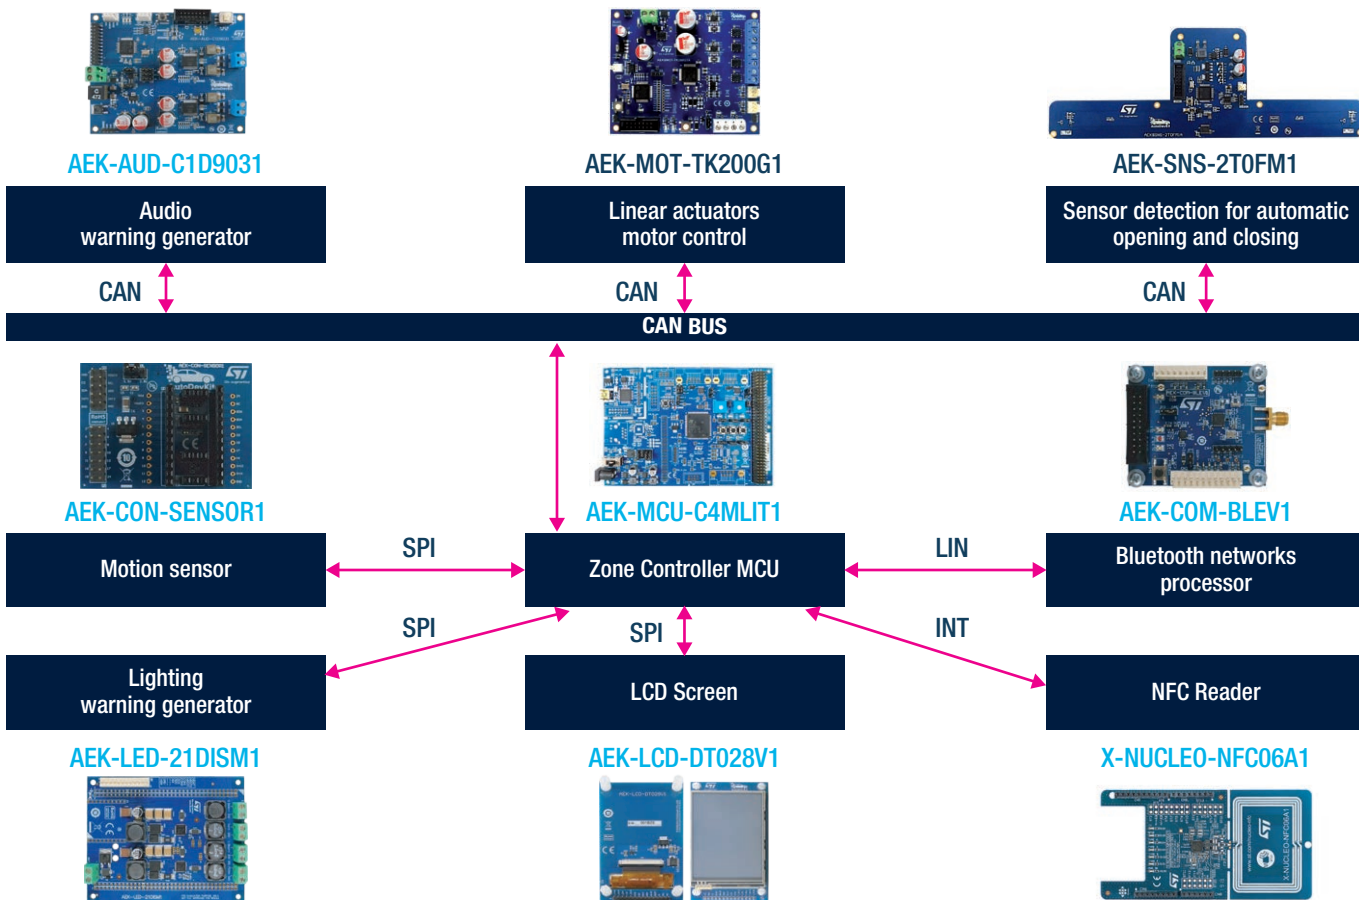 AEK-AUD-C1D9031
AEK-MOT-TK200G1
AEK-SNS-2T0FM1
Audio
warning generator
Linear actuators
motor control
Sensor detection for automatic
opening and closing
CAN
CAN
CAN
CAN BUS
AEK-CON-SENSOR1
AEK-MCU-C4MLIT1
AEK-COM-BLEV1
Motion sensor
SPI
Zone Controller MCU
LIN
Bluetooth networks
processor
SPI
SPI
INT
Lighting
warning generator
LCD Screen
NFC Reader
AEK-LED-21DISM1
AEK-LCD-DT028V1
X-NUCLEO-NFC06A1
X-NUCLEO-NFC06A1